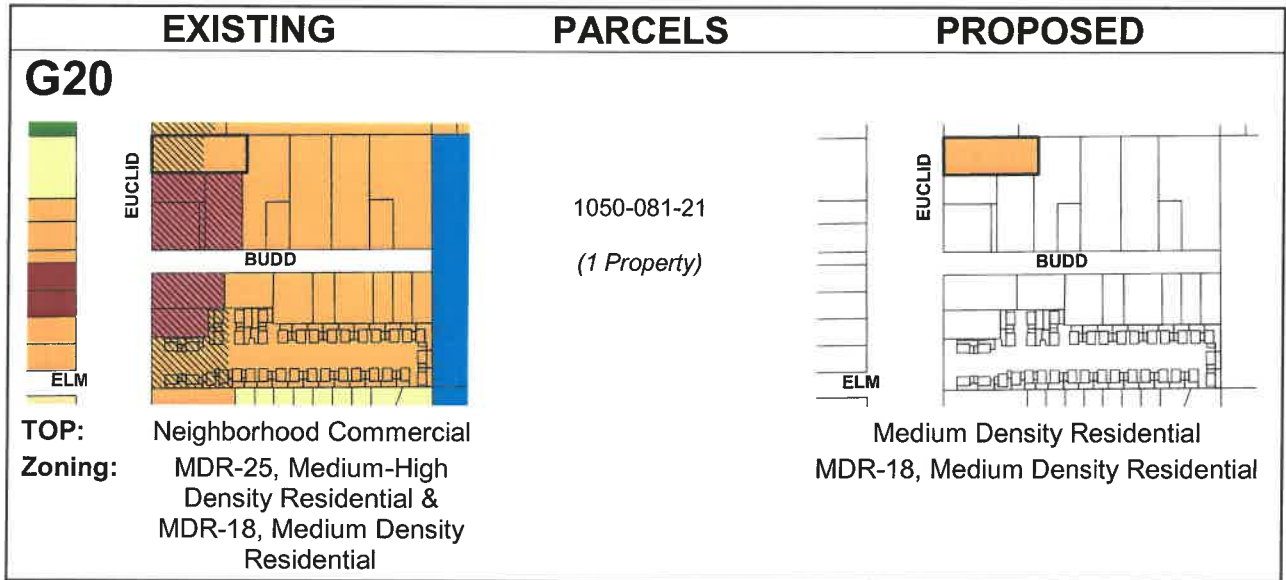 EXISTING PARCELS PROPOSED
G20
EUCLID
BUDD
ELM
1050-081-21
(1 Property)
EUCLID
BUDD
ELM
TOP: Neighborhood Commercial
Medium Density Residential
Zoning: MDR-25, Medium-High
Density Residential &
MDR-18, Medium Density
Residential
MDR-18, Medium Density Residential